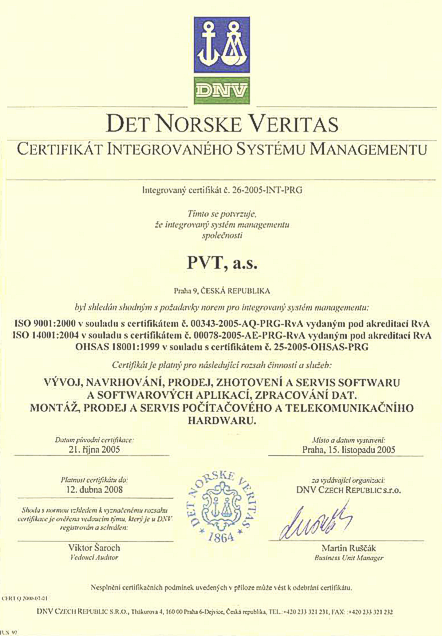 DNV
DET NORSKE VERITAS
CERTIFIKÁT INTEGROVANÉHO SYSTÉMU MANAGEMENTU
Integrovaný certifikát č. 26-2005-INT-PRG
Tímto se potvrzuje,
že integrovaný systém managementu
společnosti
PVT, a.s.
Praha 9, ČESKÁ REPUBLIKA
byl shledán shodným s požadavky norem pro integrovaný systém managementu:
ISO 9001:2000 v souladu s certifikátem č. 00343-2005-AQ-PRG-RvA vydaným pod akreditací RvA
ISO 14001:2004 v souladu s certifikátem č. 00078-2005-AE-PRG-RvA vydaným pod akreditací RvA
OHSAS 18001:1999 v souladu s certifikátem č. 25-2005-OHSAS-PRG
Certifikát je platný pro následující rozsah činností a služeb:
VÝVOJ, NAVRHOVÁNÍ, PRODEJ, ZHOTOVENÍ A SERVIS SOFTWARU
A SOFTWAROVÝCH APLIKACÍ, ZPRACOVÁNÍ DAT.
MONTÁŽ, PRODEJ A SERVIS POČÍTAČOVÉHO A TELEKOMUNIKAČNÍHO
HARDWARU.
Datum původní certifikace:
21. října 2005
Místo a datum vystavení:
Praha, 15. listopadu 2005
Platnost certifikátu do:
12. dubna 2008
za vydávající organizaci:
DNV CZECH REPUBLIC s.r.o.
Shoda s normou vzhledem k vyznačenému rozsahu
certifikace je ověřena vedoucím týmu, který je u DNV
registrován a schválen:
DET NORSKE VERITAS
* 1864 *
Viktor Šaroch
Vedoucí Auditor
Martin Ruščák
Business Unit Manager
Nesplnění certifikačních podmínek uvedených v příloze může vést k odebrání certifikátu.
DNV CZECH REPUBLIC S.R.O., Thákurova 4, 160 00 Praha 6-Dejvice, Česká republika, TEL.: +420 233 321 231, FAX: +420 233 321 232